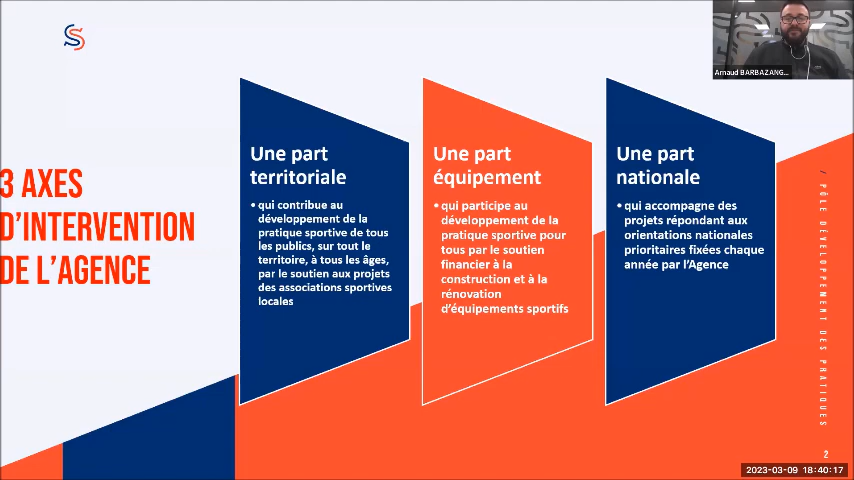 Arnaud BARBAZANG...
3 AXES
D'INTERVENTION
DE L'AGENCE
Une part
territoriale
• qui contribue au
développement de la
pratique sportive de tous
les publics, sur tout le
territoire, à tous les âges,
par le soutien aux projets
des associations sportives
locales
Une part
équipement
• qui participe au
développement de la
pratique sportive pour
tous par le soutien
financier à la
construction et à la
rénovation
d'équipements sportifs
Une part
nationale
• qui accompagne des
projets répondant aux
orientations nationales
prioritaires fixées chaque
année par l'Agence
/ PÔLE DÉVELOPPEMENT DES PRATIQUES
2
2023-03-09 18:40:17